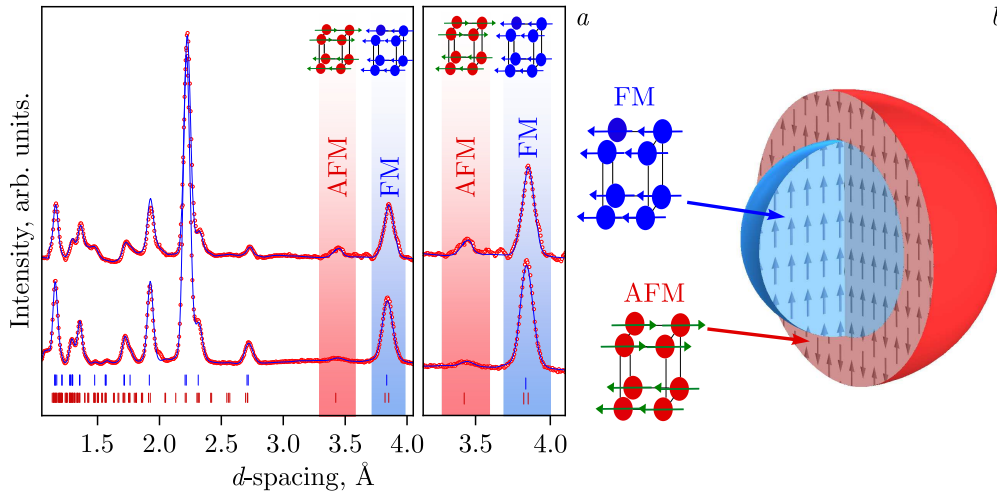 a
b
Intensity, arb. units.
AFM
FM
AFM
FM
1.5
2.0
2.5
3.0
3.5
4.0
3.5
4.0
d-spacing, Å
FM
AFM